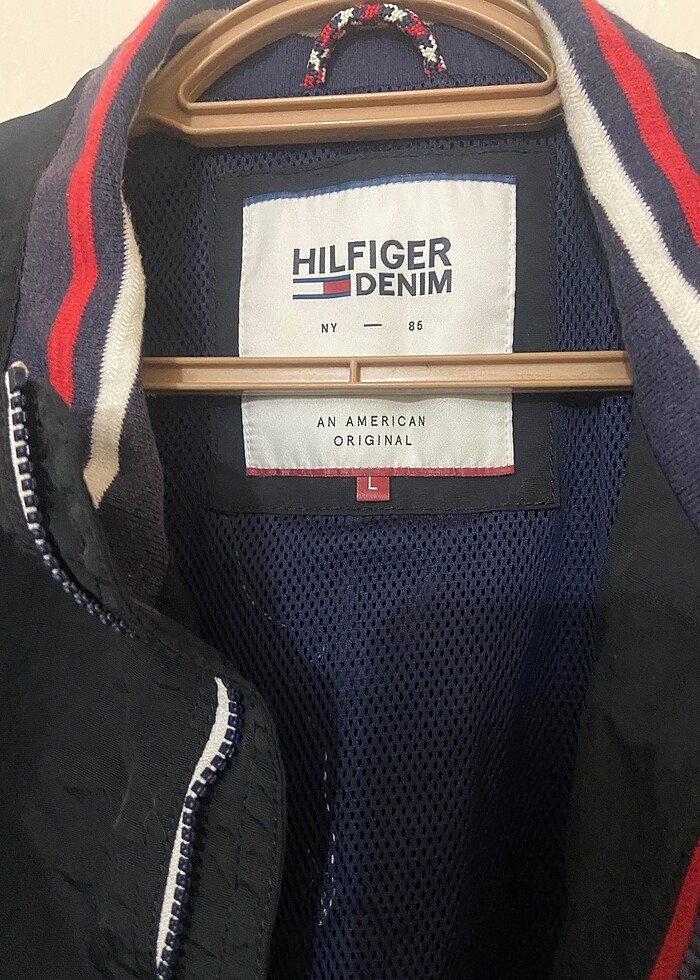 HILFIGER
DENIM
NY — 85
AN AMERICAN
ORIGINAL
L